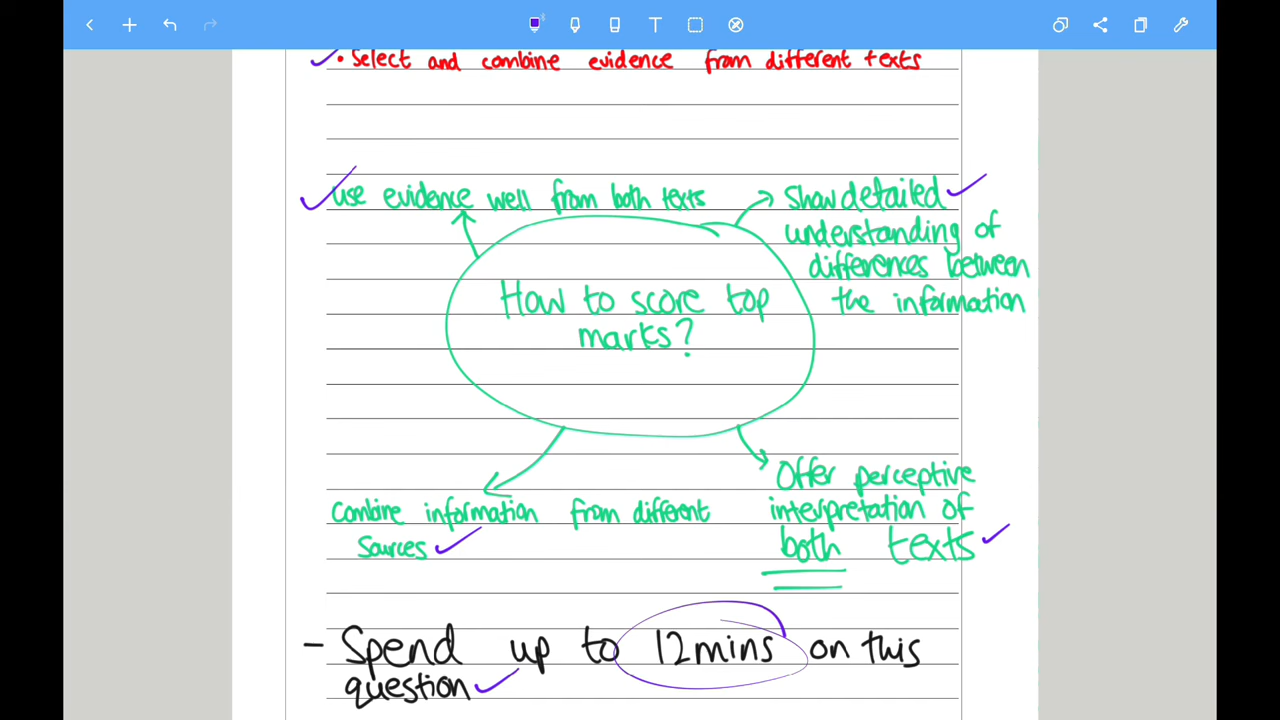 • Select and combine evidence from different texts
Use evidence well from both texts
Show detailed
understanding of
differences between
the information
How to score top
marks?
Combine information from different
sources
Offer perceptive
interpretation of
both texts
- Spend up to 12mins on this
question